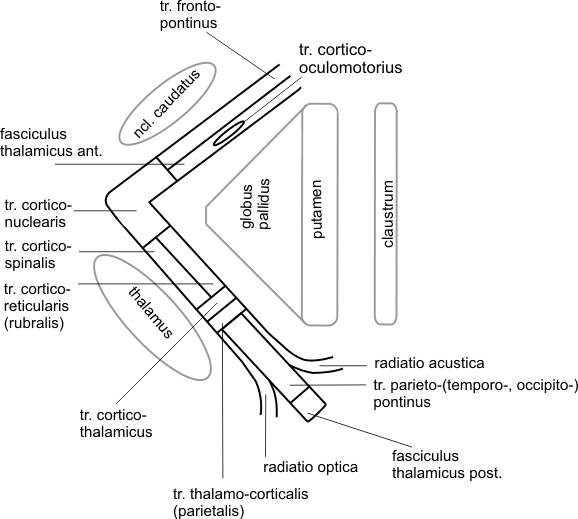 tr. fronto-
pontinus
tr. cortico-
oculomotorius
ncl. caudatus
fasciculus
thalamicus ant.
globus
pallidus
putamen
claustrum
tr. cortico-
nuclearis
tr. cortico-
spinalis
tr. cortico-
reticularis
(rubralis)
thalamus
radiatio acustica
tr. parieto-(temporo-, occipito-)
pontinus
tr. cortico-
thalamicus
fasciculus
thalamicus post.
radiatio optica
tr. thalamo-corticalis
(parietalis)